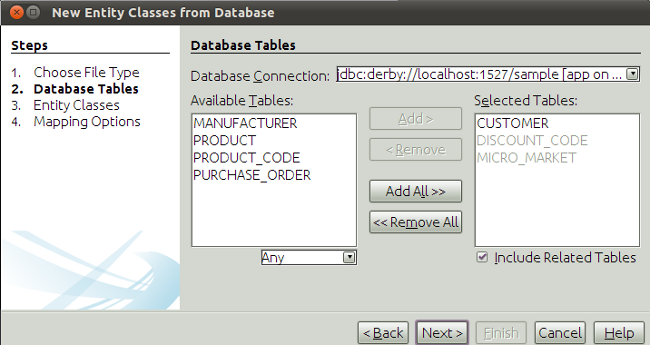 New Entity Classes from Database
Steps
1. Choose File Type
2. Database Tables
3. Entity Classes
4. Mapping Options
Database Tables
Database Connection: jdbc:derby://localhost:1527/sample [app on ...
Available Tables:
MANUFACTURER
PRODUCT
PRODUCT_CODE
PURCHASE_ORDER
Any
Add >
< Remove
Add All >>
<< Remove All
Selected Tables:
CUSTOMER
DISCOUNT_CODE
MICRO_MARKET
Include Related Tables
< Back Next > Finish Cancel Help